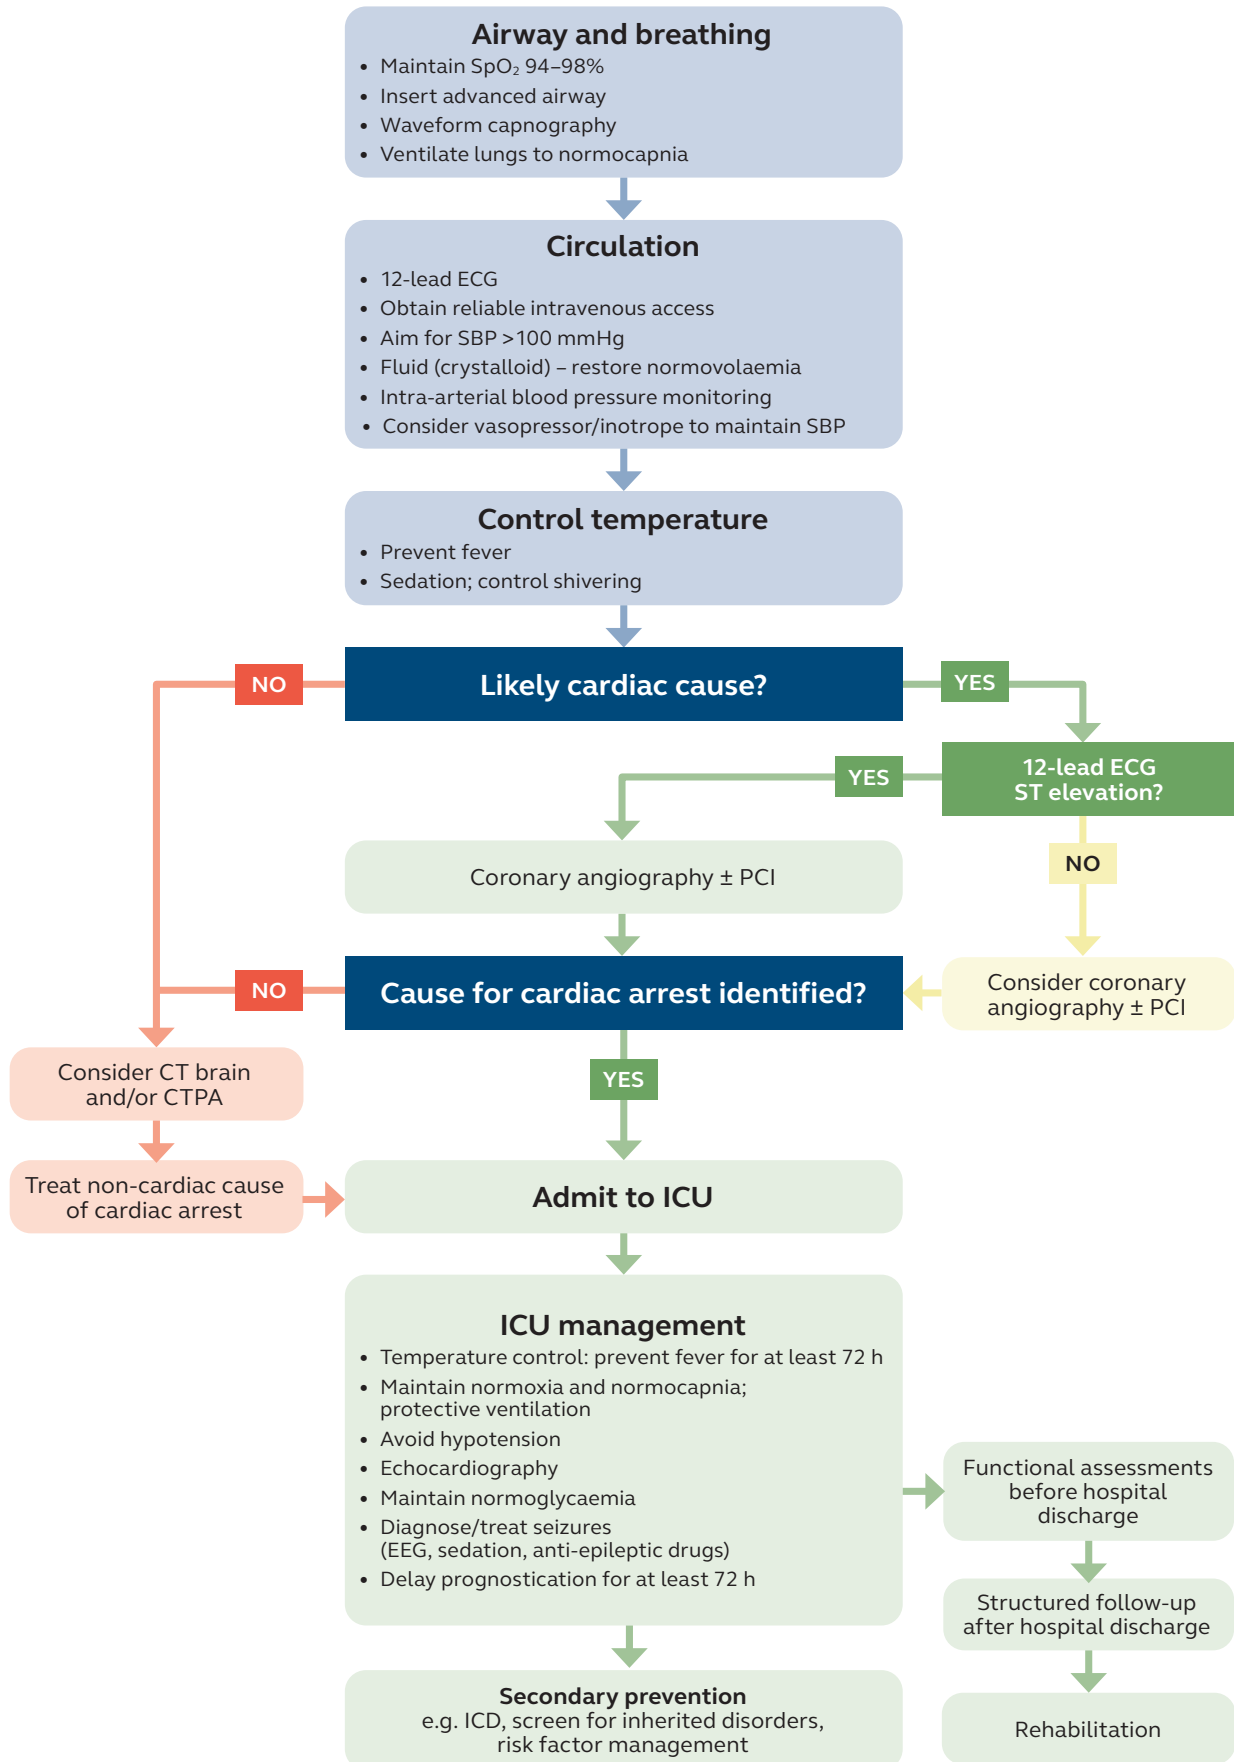 Airway and breathing
• Maintain SpO₂ 94–98%
• Insert advanced airway
• Waveform capnography
• Ventilate lungs to normocapnia
Circulation
• 12-lead ECG
• Obtain reliable intravenous access
• Aim for SBP >100 mmHg
• Fluid (crystalloid) – restore normovolaemia
• Intra-arterial blood pressure monitoring
• Consider vasopressor/inotrope to maintain SBP
Control temperature
• Prevent fever
• Sedation; control shivering
NO
Likely cardiac cause?
YES
12-lead ECG
ST elevation?
YES
NO
Coronary angiography ± PCI
Consider coronary
angiography ± PCI
NO
Cause for cardiac arrest identified?
YES
Consider CT brain
and/or CTPA
Treat non-cardiac cause
of cardiac arrest
Admit to ICU
ICU management
• Temperature control: prevent fever for at least 72 h
• Maintain normoxia and normocapnia;
protective ventilation
• Avoid hypotension
• Echocardiography
• Maintain normoglycaemia
• Diagnose/treat seizures
(EEG, sedation, anti-epileptic drugs)
• Delay prognostication for at least 72 h
Functional assessments
before hospital
discharge
Structured follow-up
after hospital discharge
Rehabilitation
Secondary prevention
e.g. ICD, screen for inherited disorders,
risk factor management